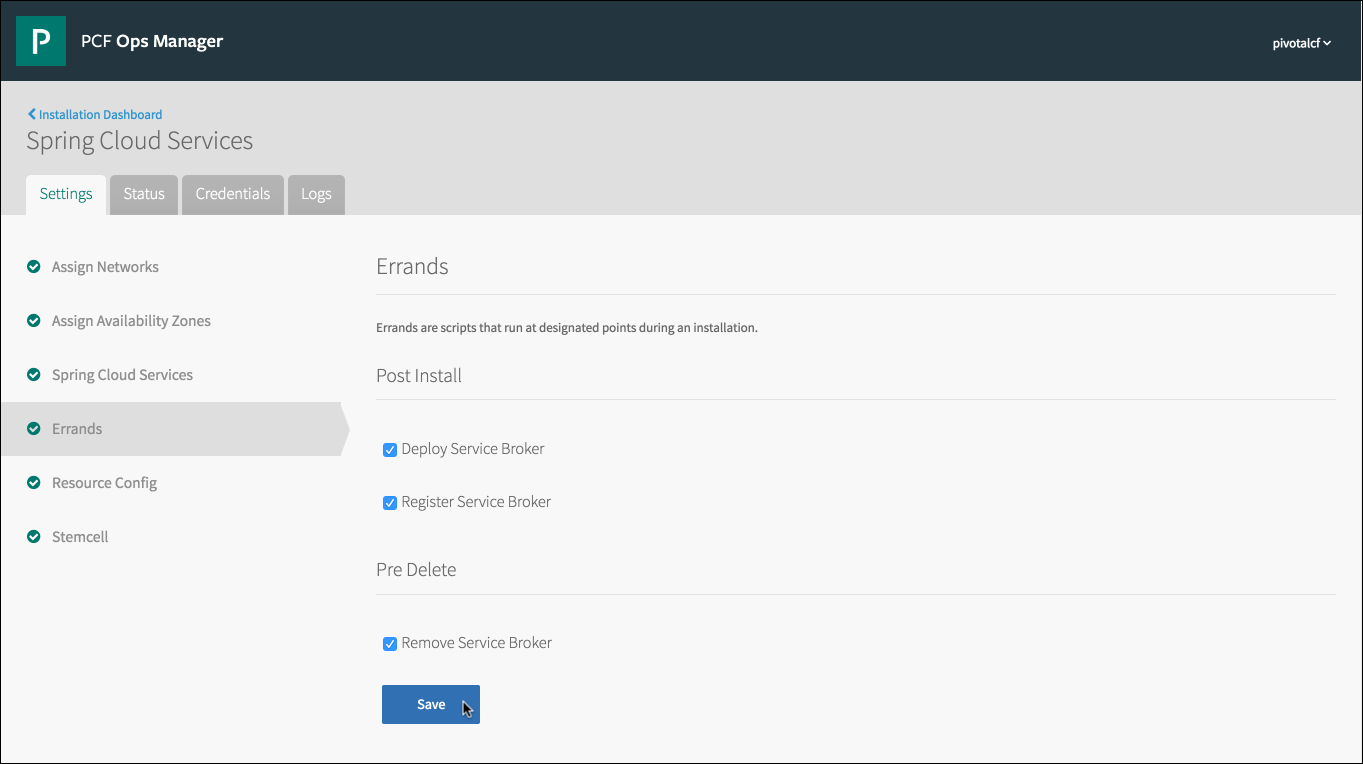 P
PCF Ops Manager
pivotalcf
Installation Dashboard
Spring Cloud Services
Settings
Status
Credentials
Logs
Assign Networks
Assign Availability Zones
Spring Cloud Services
Errands
Resource Config
Stemcell
Errands
Errands are scripts that run at designated points during an installation.
Post Install
Deploy Service Broker
Register Service Broker
Pre Delete
Remove Service Broker
Save